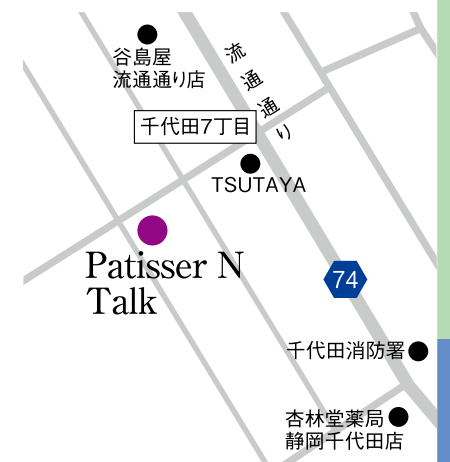 谷島屋
流通通り店
流通通り
千代田7丁目
TSUTAYA
Patisser N
Talk
74
千代田消防署
杏林堂薬局
静岡千代田店